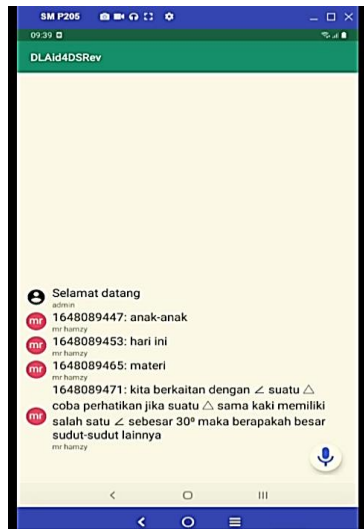 SM P205
09:39
DLAid4DSRev
Selamat datang
admin
mr
1648089447: anak-anak
mr hamzy
mr
1648089453: hari ini
mr hamzy
mr
1648089465: materi
mr hamzy
1648089471: kita berkaitan dengan ∠ suatu △
coba perhatikan jika suatu △ sama kaki memiliki
mr
salah satu ∠ sebesar 30º maka berapakah besar
sudut-sudut lainnya
mr hamzy